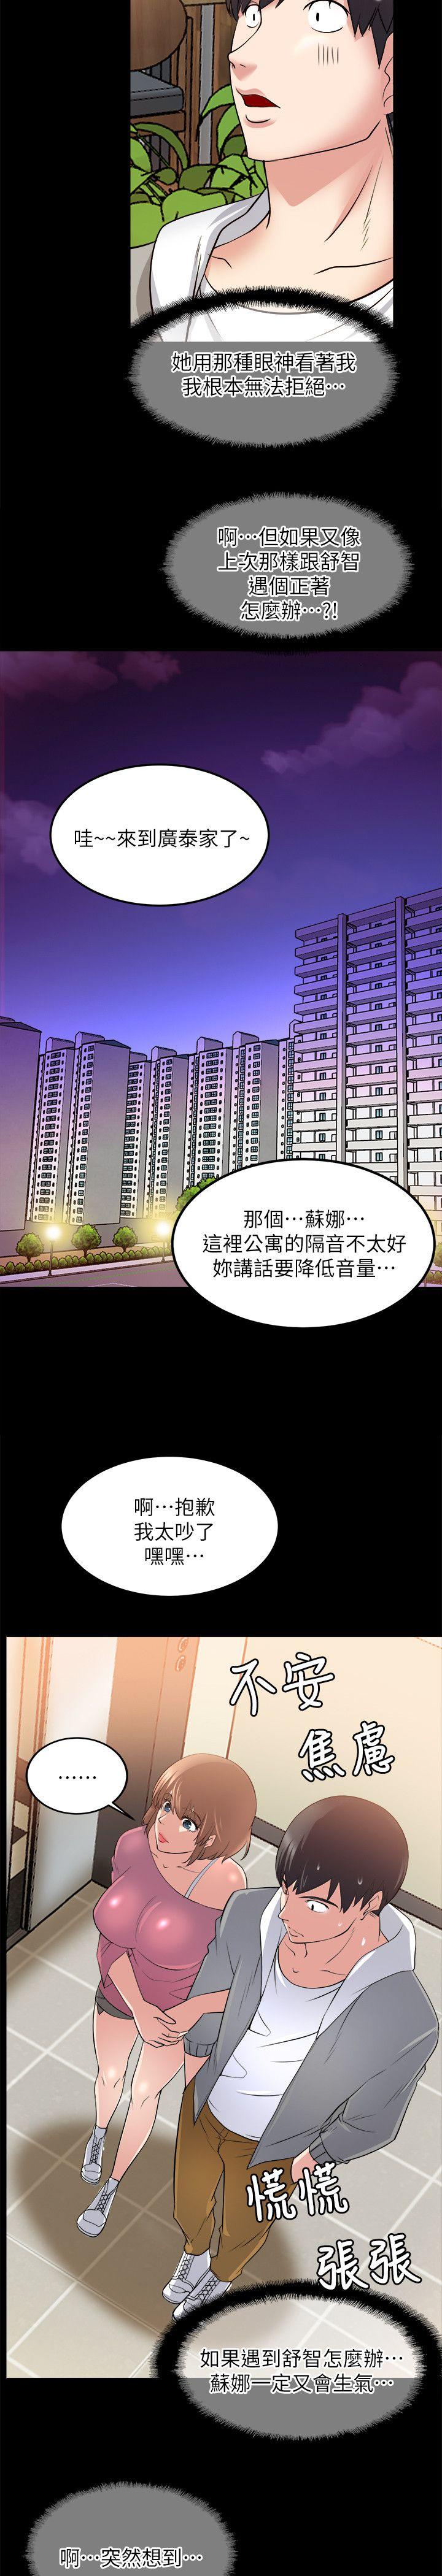 她用那種眼神看著我
我根本無法拒絕…
啊…但如果又像
上次那樣跟舒智
遇個正著
怎麼辦…?!
哇~~來到廣泰家了~
那個…蘇娜…
這裡公寓的隔音不太好
妳講話要降低音量…
啊…抱歉
我太吵了
嘿嘿…
不安
焦慮
……
慌慌
張張
如果遇到舒智怎麼辦…
蘇娜一定又會生氣…
啊…突然想到…